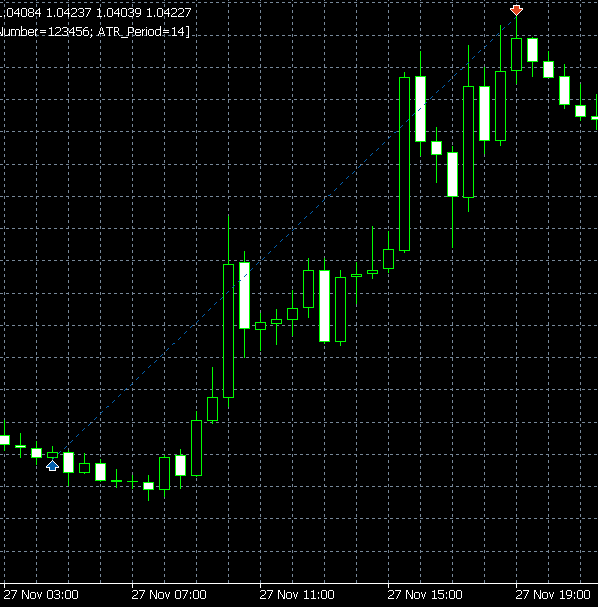 1.04084 1.04237 1.04039 1.04227
Number=123456; ATR_Period=14]
27 Nov 03:00 27 Nov 07:00 27 Nov 11:00 27 Nov 15:00 27 Nov 19:00